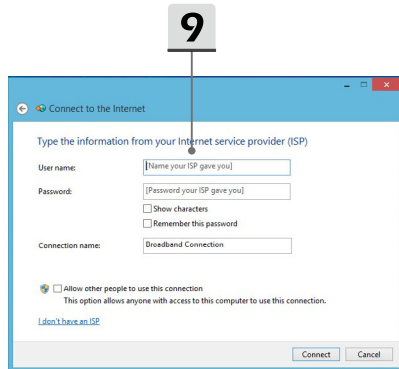 9
Connect to the Internet
Type the information from your Internet service provider (ISP)
User name: [Name your ISP gave you]
Password: [Password your ISP gave you]
Show characters
Remember this password
Connection name: Broadband Connection
Allow other people to use this connection
This option allows anyone with access to this computer to use this connection.
I don't have an ISP
Connect Cancel